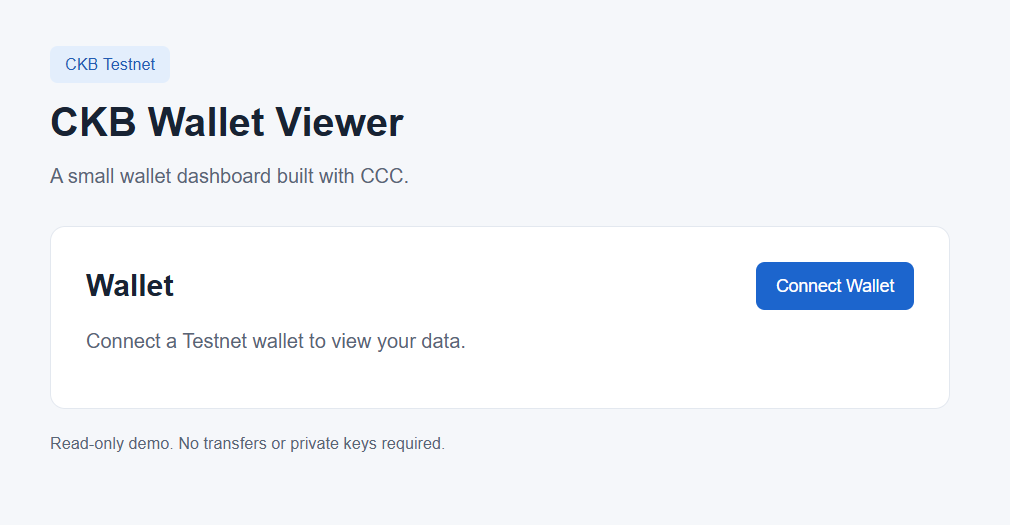 CKB Testnet
CKB Wallet Viewer
A small wallet dashboard built with CCC.
Wallet
Connect Wallet
Connect a Testnet wallet to view your data.
Read-only demo. No transfers or private keys required.